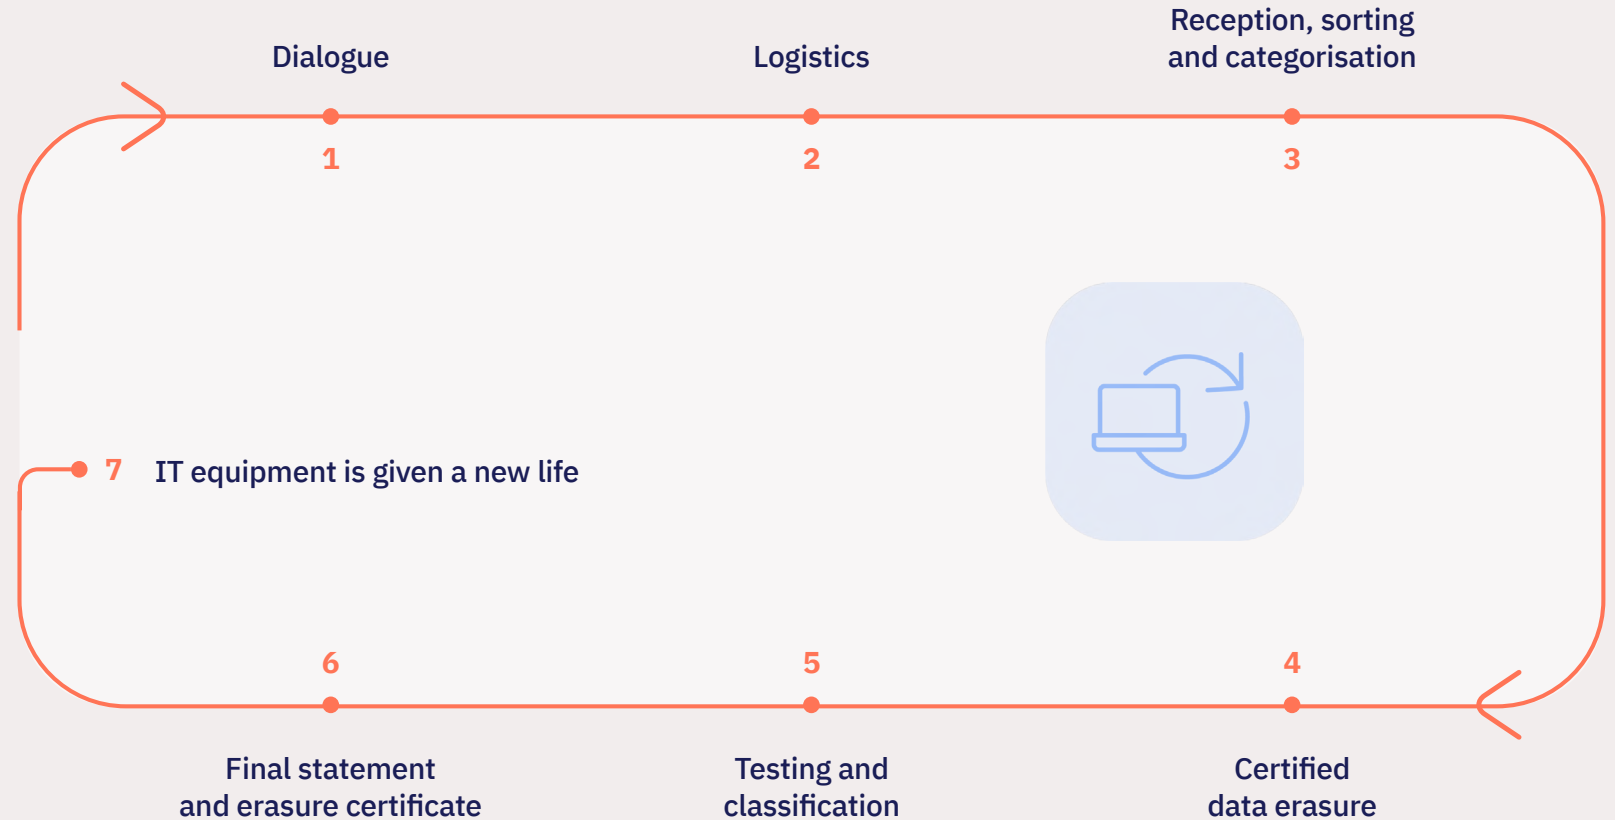 Dialogue
1
Logistics
2
Reception, sorting
and categorisation
3
4
Certified
data erasure
5
Testing and
classification
6
Final statement
and erasure certificate
7 IT equipment is given a new life